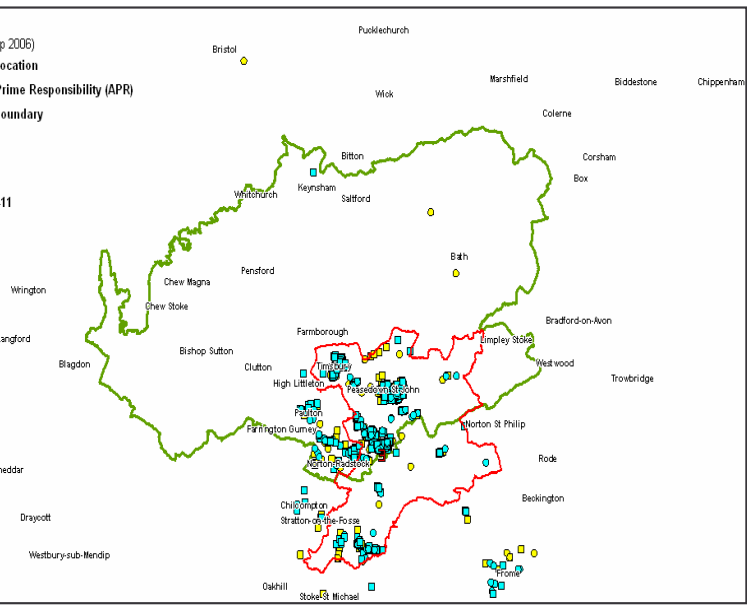 p 2006)
ocation
Prime Responsibility (APR)
oundary
11
Pucklechurch
Bristol
Marshfield
Biddestone
Chippenham
Wick
Colerne
Bitton
Corsham
Box
Keynsham
Whitchurch
Saltford
Bath
Pensford
Chew Magna
Wrington
Chew Stoke
Bradford-on-Avon
Farmborough
Limpley Stoke
angford
Bishop Sutton
Blagdon
Clutton
Timsbury
Westwood
Trowbridge
High Littleton
Peasedown St John
Paulton
Norton St Philip
Farrington Gurney
Rode
Norton-Radstock
heddar
Beckington
Chilcompton
Draycott
Stratton-on-the-Fosse
Westbury-sub-Mendip
Frome
Oakhill
Stoke St Michael